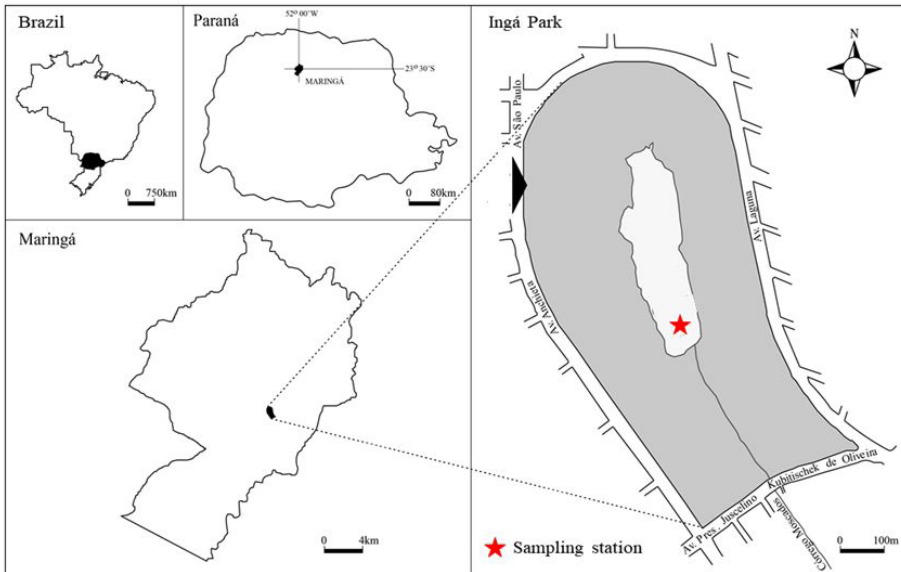 Brazil
0 750km
Paraná
52º 00'W
23º 30'S
MARINGÁ
0 80km
Maringá
0 4km
Ingá Park
N
Av. São Paulo
Av. Laguna
Av. Anchieta
Av. Pres. Juscelino Kubitischek de Oliveira
Córrego Moscados
Sampling station
0 100m